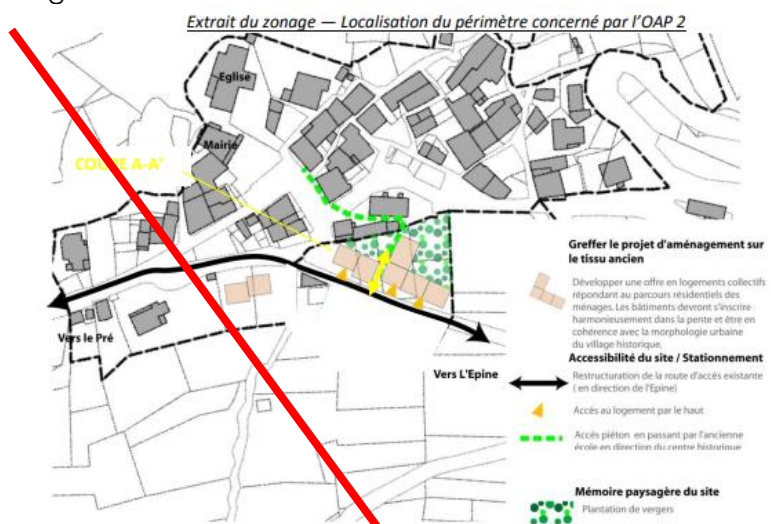 Extrait du zonage — Localisation du périmètre concerné par l'OAP 2
Eglise
Mairie
A-A'
Vers le Pré
Vers L'Epine
Greffer le projet d'aménagement sur
le tissu ancien
Développer une offre en logements collectifs
répondant au parcours résidentiels des
ménages. Les bâtiments devront s'inscrire
harmonieusement dans la pente et être en
cohérence avec la morphologie urbaine
du village historique.
Accessibilité du site / Stationnement
Restructuration de la route d'accès existante
( en direction de l'Epine)
Accès au logement par le haut
Accès piéton en passant par l'ancienne
école en direction du centre historique
Mémoire paysagère du site
Plantation de vergers